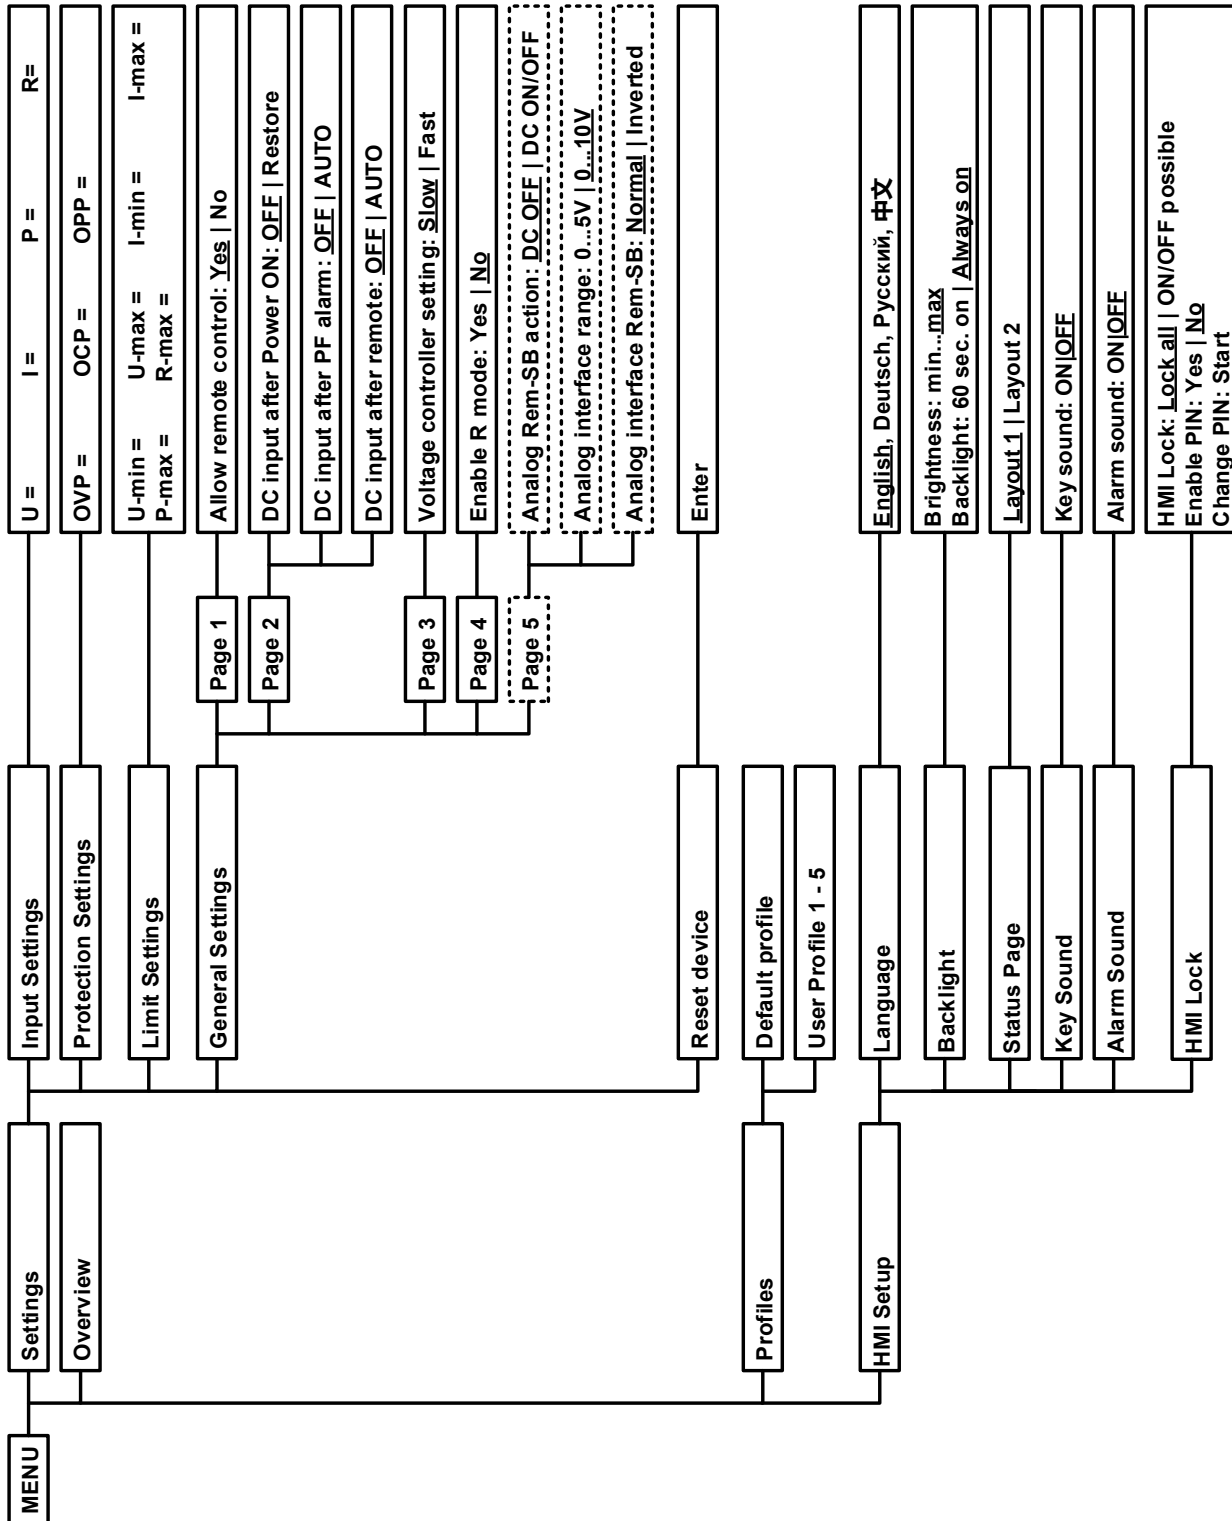 MENU
Settings
Input Settings
U = I = P = R=
Overview
Protection Settings
OVP = OCP = OPP =
Limit Settings
U-min = U-max = I-min = I-max =
P-max = R-max =
General Settings
Page 1
Allow remote control: Yes | No
Page 2
DC input after Power ON: OFF | Restore
DC input after PF alarm: OFF | AUTO
DC input after remote: OFF | AUTO
Page 3
Voltage controller setting: Slow | Fast
Page 4
Enable R mode: Yes | No
Page 5
Analog Rem-SB action: DC OFF | DC ON/OFF
Analog interface range: 0...5V | 0...10V
Analog interface Rem-SB: Normal | Inverted
Reset device
Enter
Profiles
Default profile
User Profile 1 - 5
HMI Setup
Language
English, Deutsch, Русский, 中文
Backlight
Brightness: min...max
Backlight: 60 sec. on | Always on
Status Page
Layout 1 | Layout 2
Key Sound
Key sound: ON|OFF
Alarm Sound
Alarm sound: ON|OFF
HMI Lock
HMI Lock: Lock all | ON/OFF possible
Enable PIN: Yes | No
Change PIN: Start